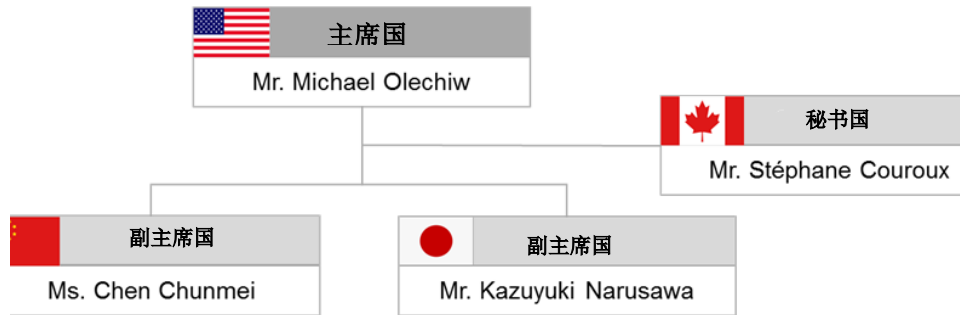 主席国
Mr. Michael Olechiw
秘书国
Mr. Stéphane Couroux
副主席国
Ms. Chen Chunmei
副主席国
Mr. Kazuyuki Narusawa